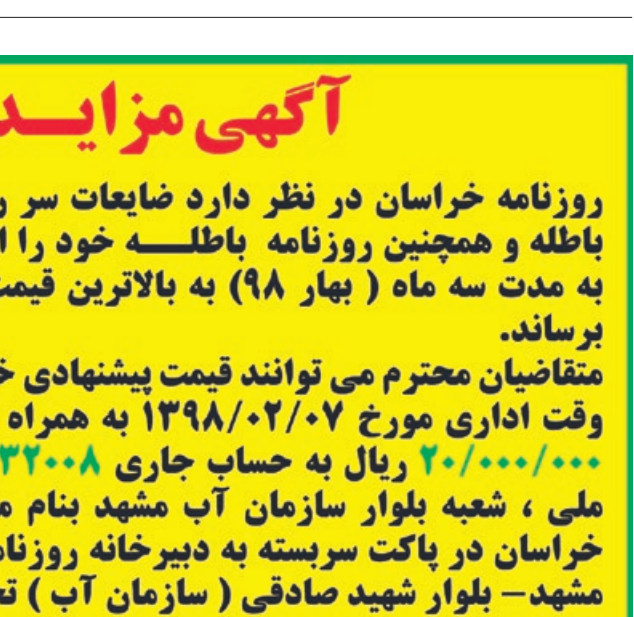 آگهی مزایـــد
روزنامه خراسان در نظر دارد ضایعات سر
باطله و همچنین روزنامه باطلـــه خود را
به مدت سه ماه ( بهار ۹۸) به بالاترین قیمت
برساند.
متقاضیان محترم می توانند قیمت پیشنهادی
وقت اداری مورخ ۱۳۹۸/۰۲/۰۷ به همراه
۲۰/۰۰۰/۰۰۰ ریال به حساب جاری ۳۲۰۰۸
ملی ، شعبه بلوار سازمان آب مشهد بنام
خراسان در پاکت سربسته به دبیرخانه روزنا
مشهد– بلوار شهید صادقی ( سازمان آب )